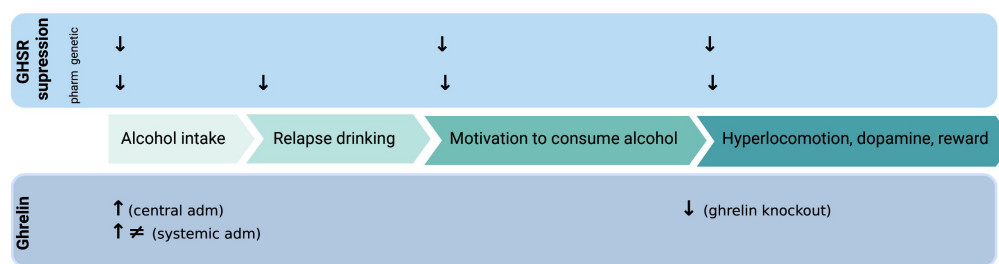 GHSR
supression
genetic
↓ ↓ ↓
pharm
↓ ↓ ↓ ↓
Alcohol intake
Relapse drinking
Motivation to consume alcohol
Hyperlocomotion, dopamine, reward
Ghrelin
↑ (central adm)
↑ ≠ (systemic adm)
↓ (ghrelin knockout)